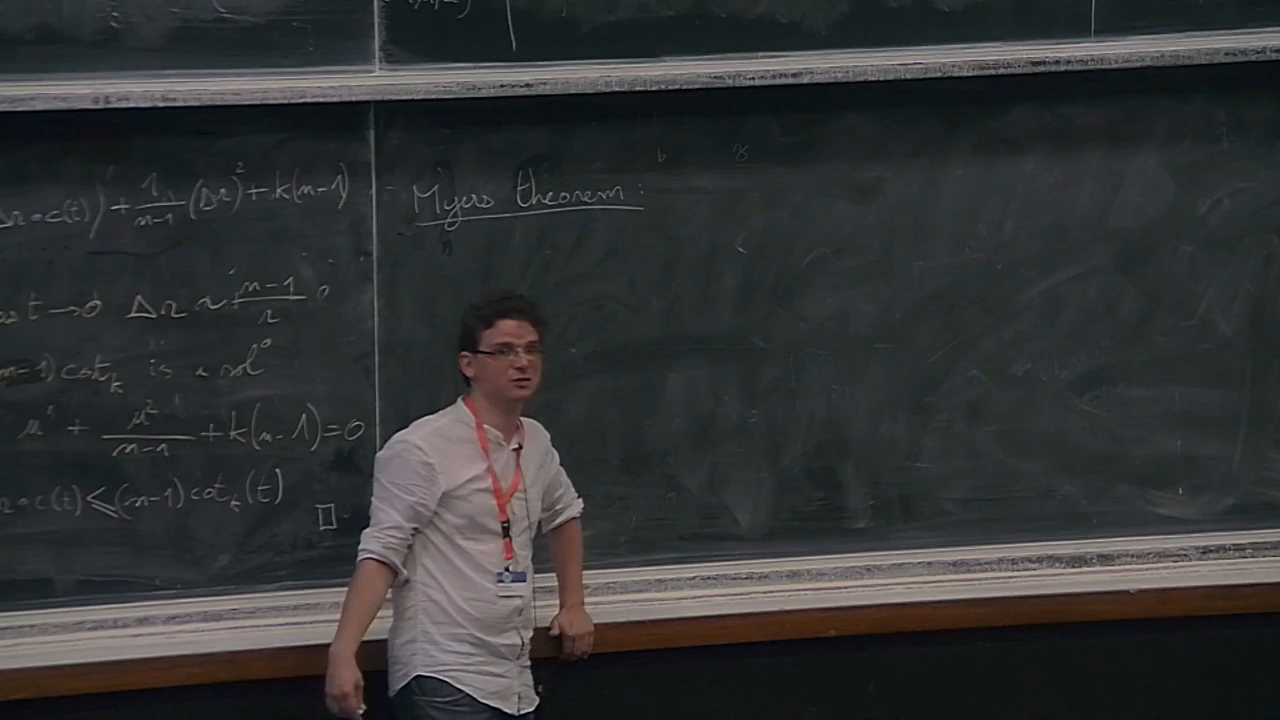 Δr∘c(t)) + 1/(n-1) (Δr)² + k(n-1)
as t→0 Δr ~ (n-1)/r
(n-1) cot_k is a sol°
u' + u²/(n-1) + k(n-1)=0
r∘c(t) ≤ (n-1) cot_k(t) □
Myers theorem: